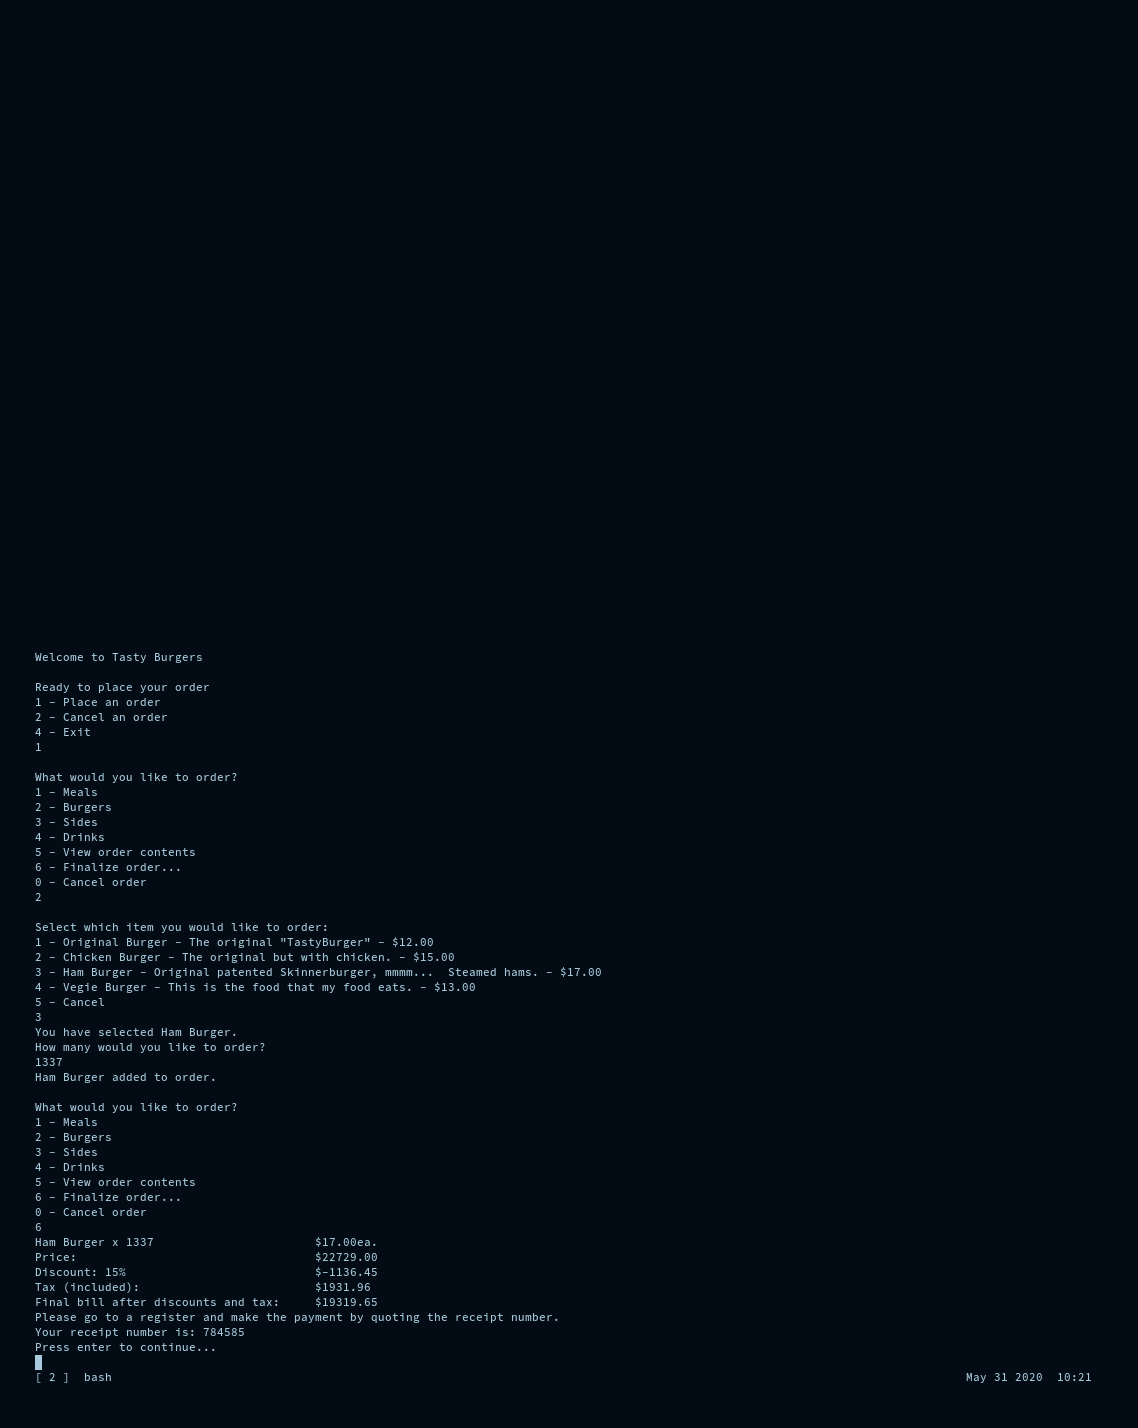 Welcome to Tasty Burgers
Ready to place your order
1 - Place an order
2 - Cancel an order
4 - Exit
1
What would you like to order?
1 - Meals
2 - Burgers
3 - Sides
4 - Drinks
5 - View order contents
6 - Finalize order...
0 - Cancel order
2
Select which item you would like to order:
1 - Original Burger - The original "TastyBurger" - $12.00
2 - Chicken Burger - The original but with chicken. - $15.00
3 - Ham Burger - Original patented Skinnerburger, mmmm...  Steamed hams. - $17.00
4 - Vegie Burger - This is the food that my food eats. - $13.00
5 - Cancel
3
You have selected Ham Burger.
How many would you like to order?
1337
Ham Burger added to order.
What would you like to order?
1 - Meals
2 - Burgers
3 - Sides
4 - Drinks
5 - View order contents
6 - Finalize order...
0 - Cancel order
6
Ham Burger x 1337                       $17.00ea.
Price:                                  $22729.00
Discount: 15%                           $-1136.45
Tax (included):                         $1931.96
Final bill after discounts and tax:     $19319.65
Please go to a register and make the payment by quoting the receipt number.
Your receipt number is: 784585
Press enter to continue...
[ 2 ]  bash                             May 31 2020  10:21